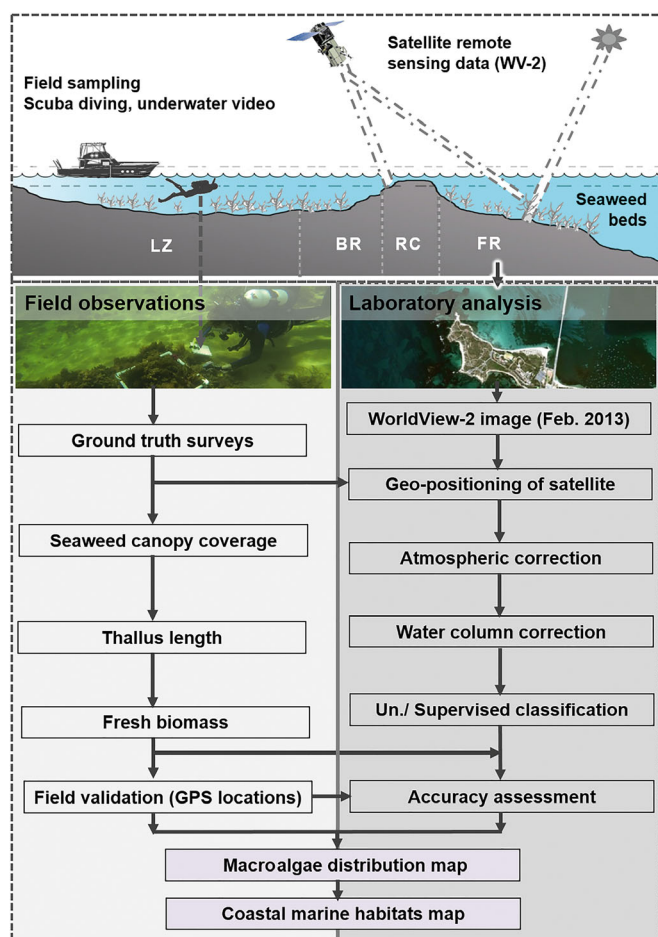 Satellite remote
sensing data (WV-2)
Field sampling
Scuba diving, underwater video
Seaweed
beds
LZ
BR
RC
FR
Field observations
Laboratory analysis
WorldView-2 image (Feb. 2013)
Ground truth surveys
Geo-positioning of satellite
Seaweed canopy coverage
Atmospheric correction
Thallus length
Water column correction
Fresh biomass
Un./ Supervised classification
Field validation (GPS locations)
Accuracy assessment
Macroalgae distribution map
Coastal marine habitats map